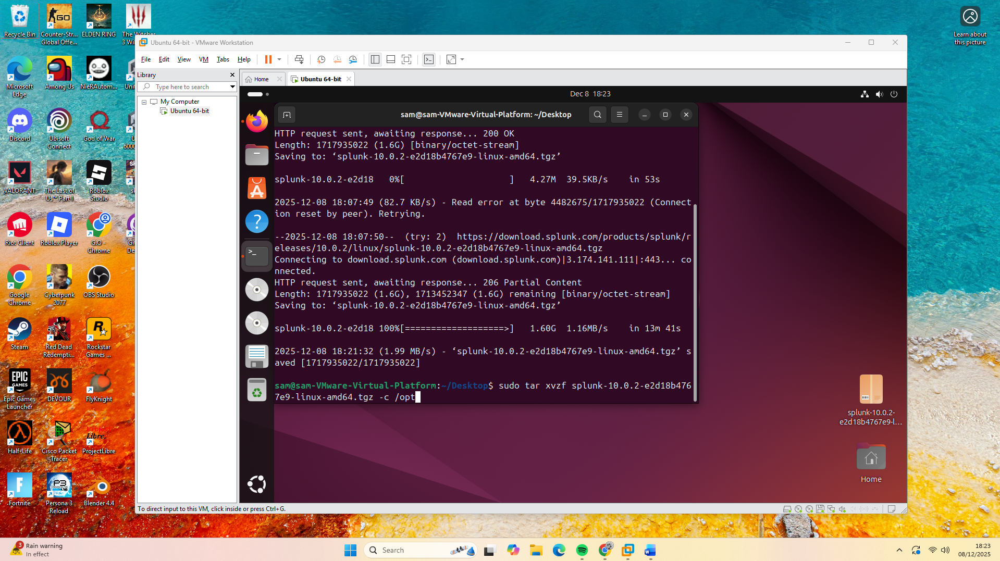 Recycle Bin
Counter-Str...
Global Offe...
ELDEN RING
The Witcher
3 Wi
Learn about
this picture
Microsoft
Edge
Among Us
NieRAutom...
Discord
Ubisoft
Connect
God of War
VALORANT
The Last of
Us™ Part I
Roblox
Studio
Riot Client
Roblox Player
G.O -
Chrome
Google
Chrome
Cyberpunk
2077
OBS Studio
Steam
Red Dead
Redempti...
Rockstar
Games ...
Epic Games
Launcher
DEVOUR
FlyKnight
Half-Life
Cisco Packet
Tracer
ProjectLibre
Fortnite
Persona 3
Reload
Blender 4.4
Ubuntu 64-bit - VMware Workstation
File Edit View VM Tabs Help
Library
Type here to search
My Computer
Ubuntu 64-bit
Home
Ubuntu 64-bit
Dec 8 18:23
sam@sam-VMware-Virtual-Platform: ~/Desktop
HTTP request sent, awaiting response... 200 OK
Length: 1717935022 (1.6G) [binary/octet-stream]
Saving to: ‘splunk-10.0.2-e2d18b4767e9-linux-amd64.tgz’
splunk-10.0.2-e2d18   0%[                    ]   4.27M  39.5KB/s    in 53s
2025-12-08 18:07:49 (82.7 KB/s) - Read error at byte 4482675/1717935022 (Connect
ion reset by peer). Retrying.
--2025-12-08 18:07:50--  (try: 2)  https://download.splunk.com/products/splunk/r
eleases/10.0.2/linux/splunk-10.0.2-e2d18b4767e9-linux-amd64.tgz
Connecting to download.splunk.com (download.splunk.com)|3.174.141.111|:443... co
nnected.
HTTP request sent, awaiting response... 206 Partial Content
Length: 1717935022 (1.6G), 1713452347 (1.6G) remaining [binary/octet-stream]
Saving to: ‘splunk-10.0.2-e2d18b4767e9-linux-amd64.tgz’
splunk-10.0.2-e2d18 100%[===================>]   1.60G  1.16MB/s    in 13m 41s
2025-12-08 18:21:32 (1.99 MB/s) - ‘splunk-10.0.2-e2d18b4767e9-linux-amd64.tgz’ s
aved [1717935022/1717935022]
sam@sam-VMware-Virtual-Platform:~/Desktop$ sudo tar xvzf splunk-10.0.2-e2d18b476
7e9-linux-amd64.tgz -c /opt
splunk-10.0.2-
e2d18b4767e9-l...
Home
To direct input to this VM, click inside or press Ctrl+G.
3
Rain warning
In effect
Search
18:23
08/12/2025